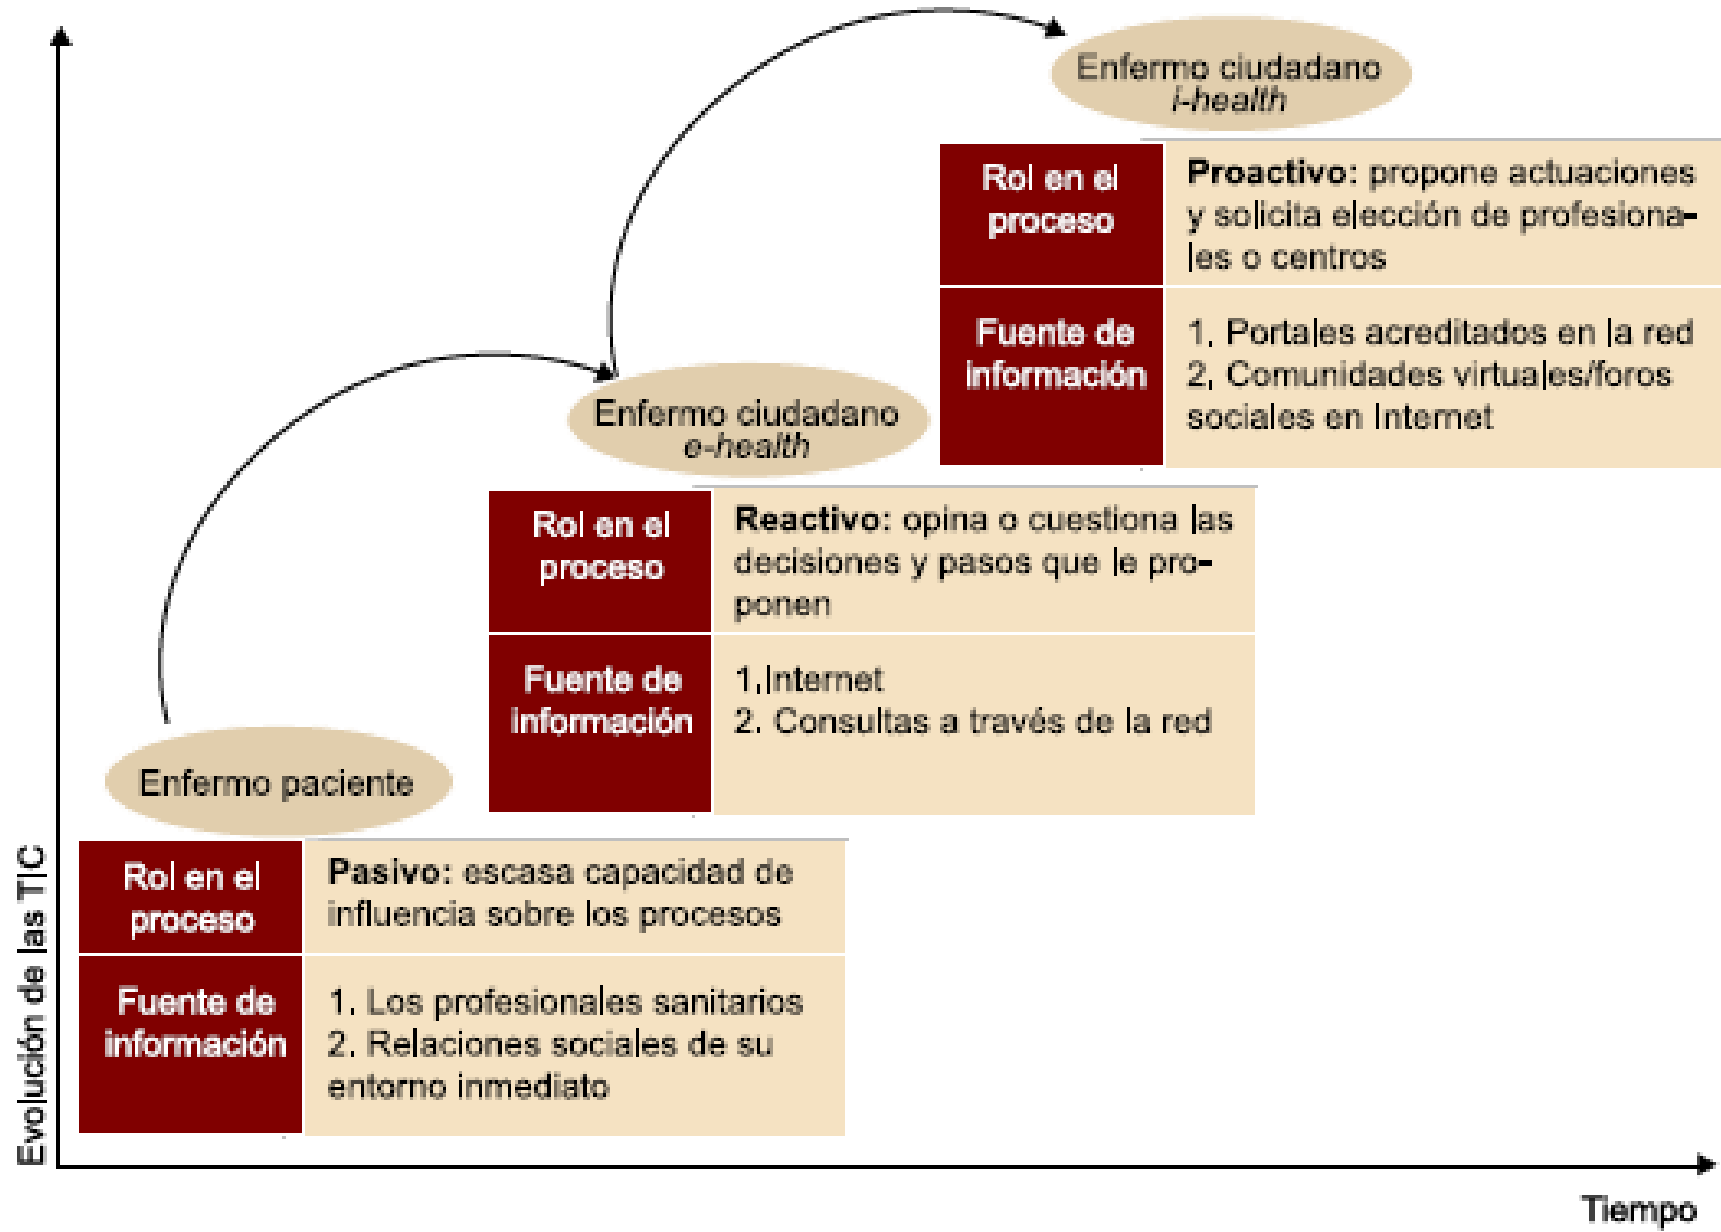 Enfermo ciudadano
i-health
Rol en el
proceso
Proactivo: propone actuaciones
y solicita elección de profesiona-
les o centros
Fuente de
información
1. Portales acreditados en la red
2. Comunidades virtuales/foros
sociales en Internet
Enfermo ciudadano
e-health
Rol en el
proceso
Reactivo: opina o cuestiona las
decisiones y pasos que le pro-
ponen
Fuente de
información
1.Internet
2. Consultas a través de la red
Enfermo paciente
Rol en el
proceso
Pasivo: escasa capacidad de
influencia sobre los procesos
Fuente de
información
1. Los profesionales sanitarios
2. Relaciones sociales de su
entorno inmediato
Evolución de las TIC
Tiempo